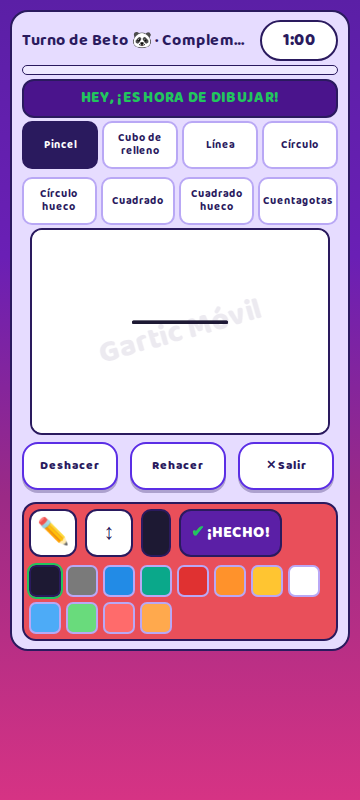 Turno de Beto 🐼 · Complem…
1:00
HEY, ¡ES HORA DE DIBUJAR!
Pincel
Cubo de
relleno
Línea
Círculo
Círculo
hueco
Cuadrado
Cuadrado
hueco
Cuentagotas
Gartic Móvil
Deshacer
Rehacer
✕ Salir
✏️
↕
✔ ¡HECHO!